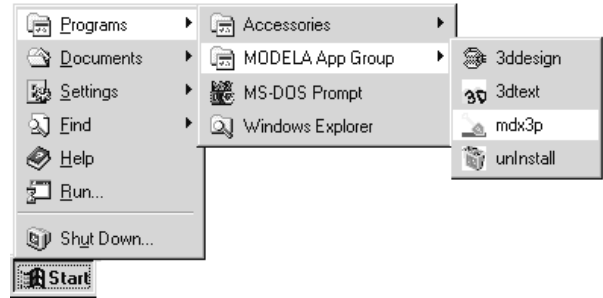 Programs
Documents
Settings
Find
Help
Run...
Shut Down...
Start
Accessories
MODELA App Group
MS-DOS Prompt
Windows Explorer
3ddesign
3dtext
mdx3p
unInstall